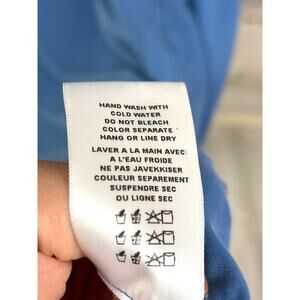 HAND WASH WITH
COLD WATER
DO NOT BLEACH
COLOR SEPARATE
HANG OR LINE DRY
LAVER A LA MAIN AVEC
A L'EAU FROIDE
NE PAS JAVEKKISER
COULEUR SEPAREMENT
SUSPENDRE SEC
OU LIGNE SEC